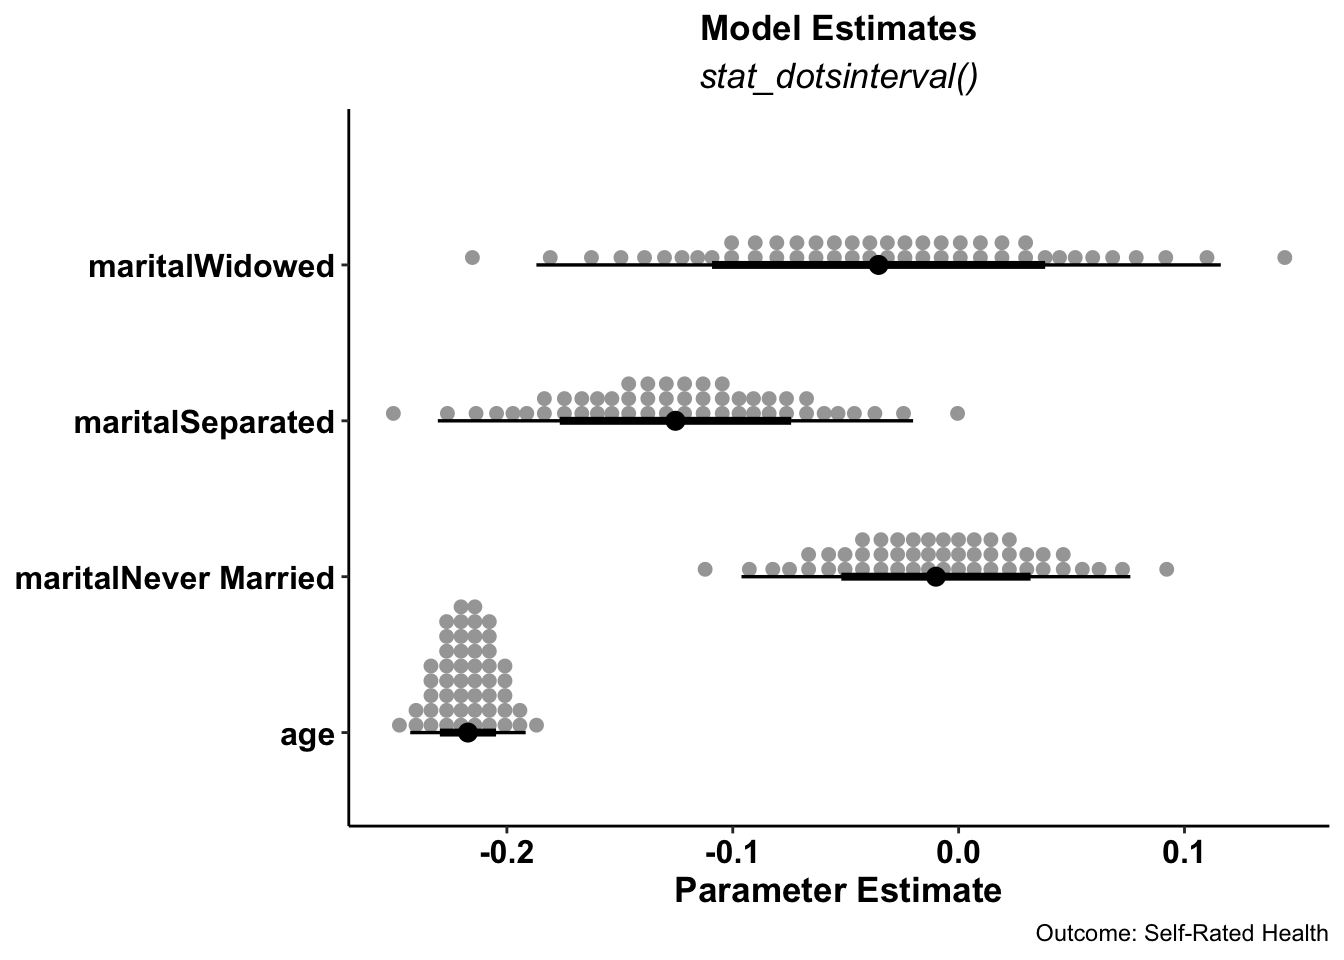 Model Estimates
stat_dotsinterval()
maritalWidowed
maritalSeparated
maritalNever Married
age
-0.2 -0.1 0.0 0.1
Parameter Estimate
Outcome: Self-Rated Health